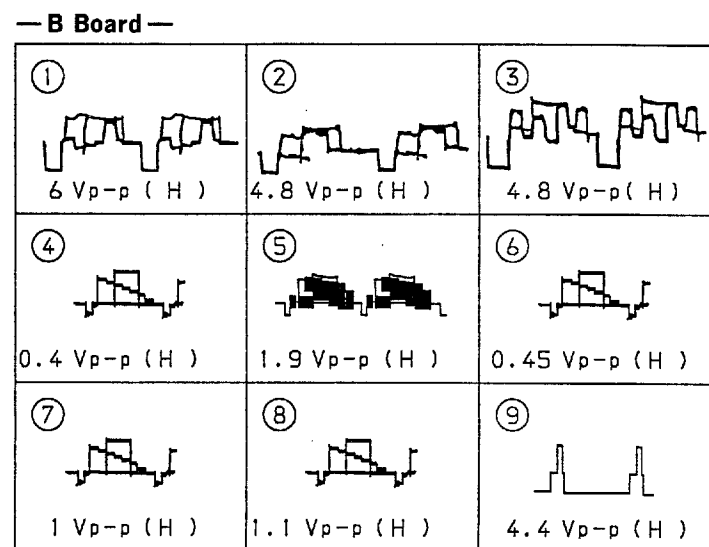 — B Board —
① ② ③
6 Vp-p ( H ) 4.8 Vp-p ( H ) 4.8 Vp-p( H )
④ ⑤ ⑥
0.4 Vp-p ( H ) 1.9 Vp-p ( H ) 0.45 Vp-p ( H )
⑦ ⑧ ⑨
1 Vp-p ( H ) 1.1 Vp-p ( H ) 4.4 Vp-p ( H )